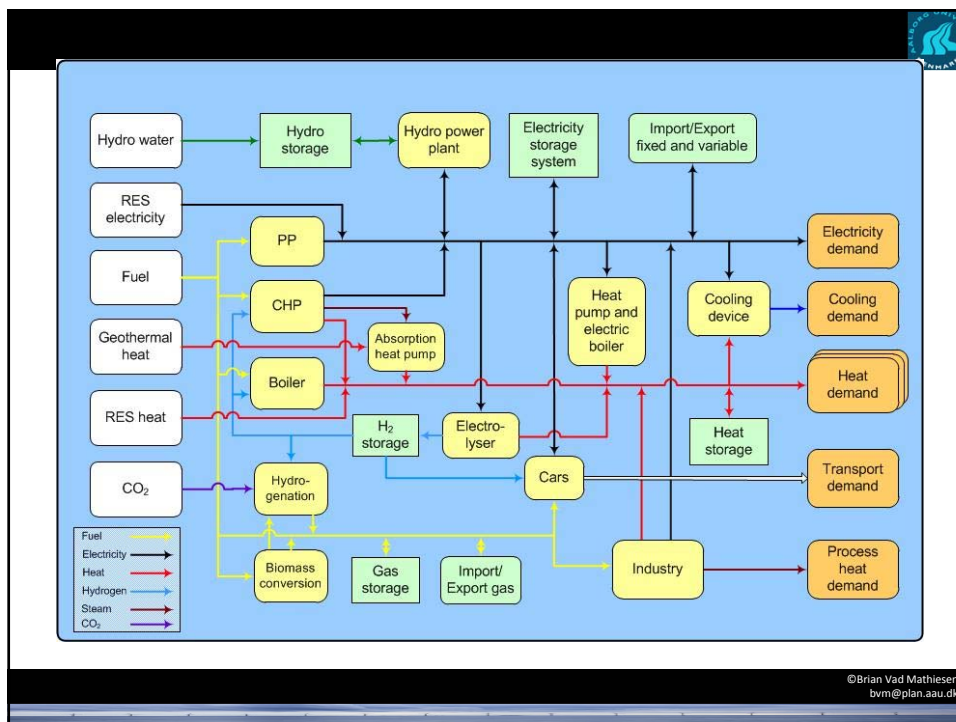 AALBORG UNIV
DENMARK
Hydro water
Hydro
storage
Hydro power
plant
Electricity
storage
system
Import/Export
fixed and variable
RES
electricity
PP
Electricity
demand
Fuel
CHP
Heat
pump and
electric
boiler
Cooling
device
Cooling
demand
Geothermal
heat
Absorption
heat pump
Boiler
Heat
demand
RES heat
H2
storage
Electro-
lyser
Heat
storage
CO2
Hydro-
genation
Cars
Transport
demand
Fuel
Electricity
Heat
Hydrogen
Steam
CO2
Biomass
conversion
Gas
storage
Import/
Export gas
Industry
Process
heat
demand
©Brian Vad Mathiesen
bvm@plan.aau.dk